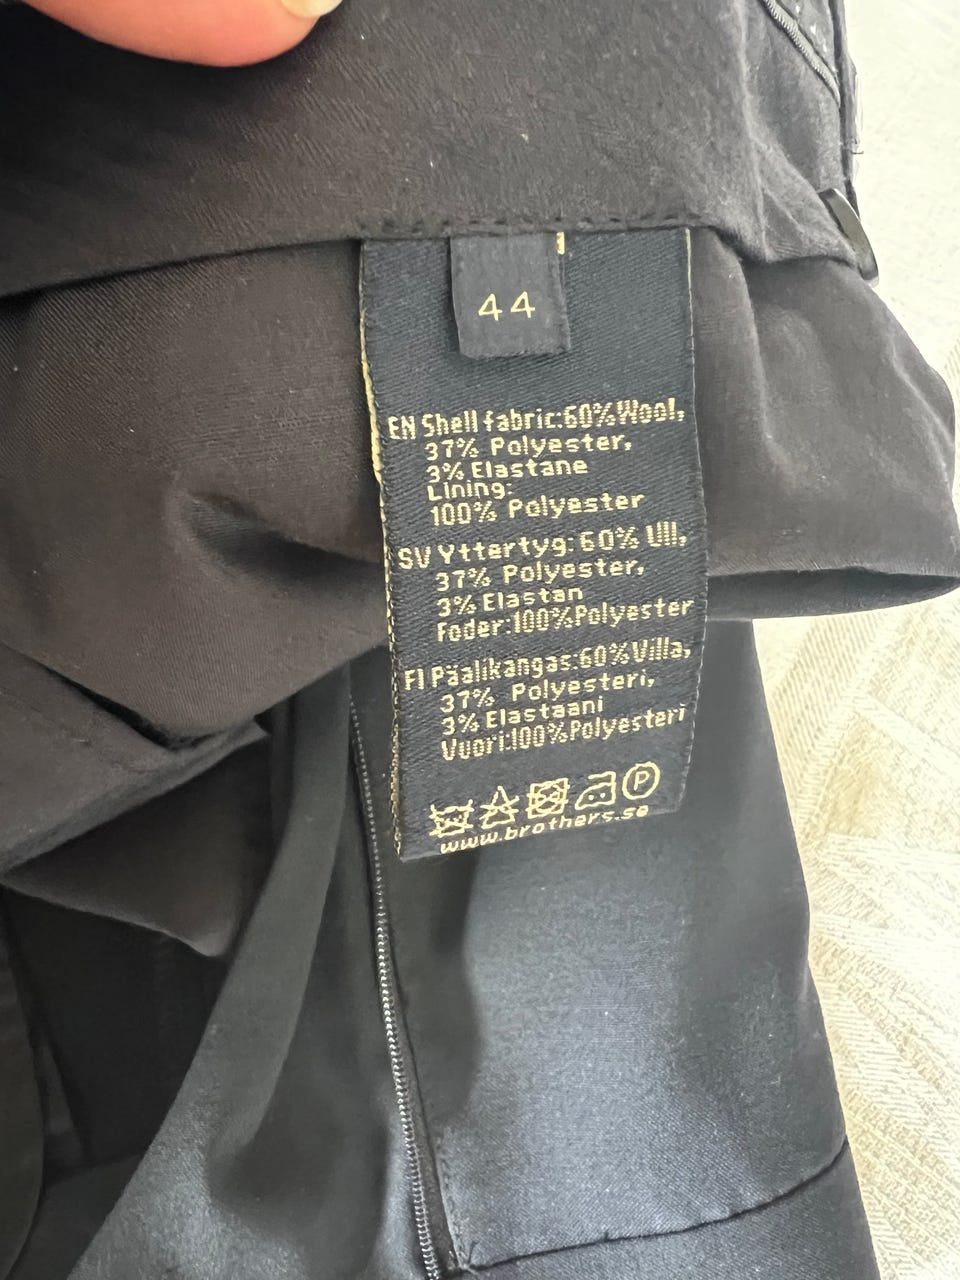 44
EN Shell fabric:60%Wool,
37% Polyester,
3% Elastane
Lining:
100% Polyester
SV Yttertyg:60% Ull,
37% Polyester,
3% Elastan
Foder:100%Polyester
FI Päälikangas:60%Villa,
37% Polyesteri,
3% Elastaani
Vuori:100%Polyesteri
P
www.brothers.se